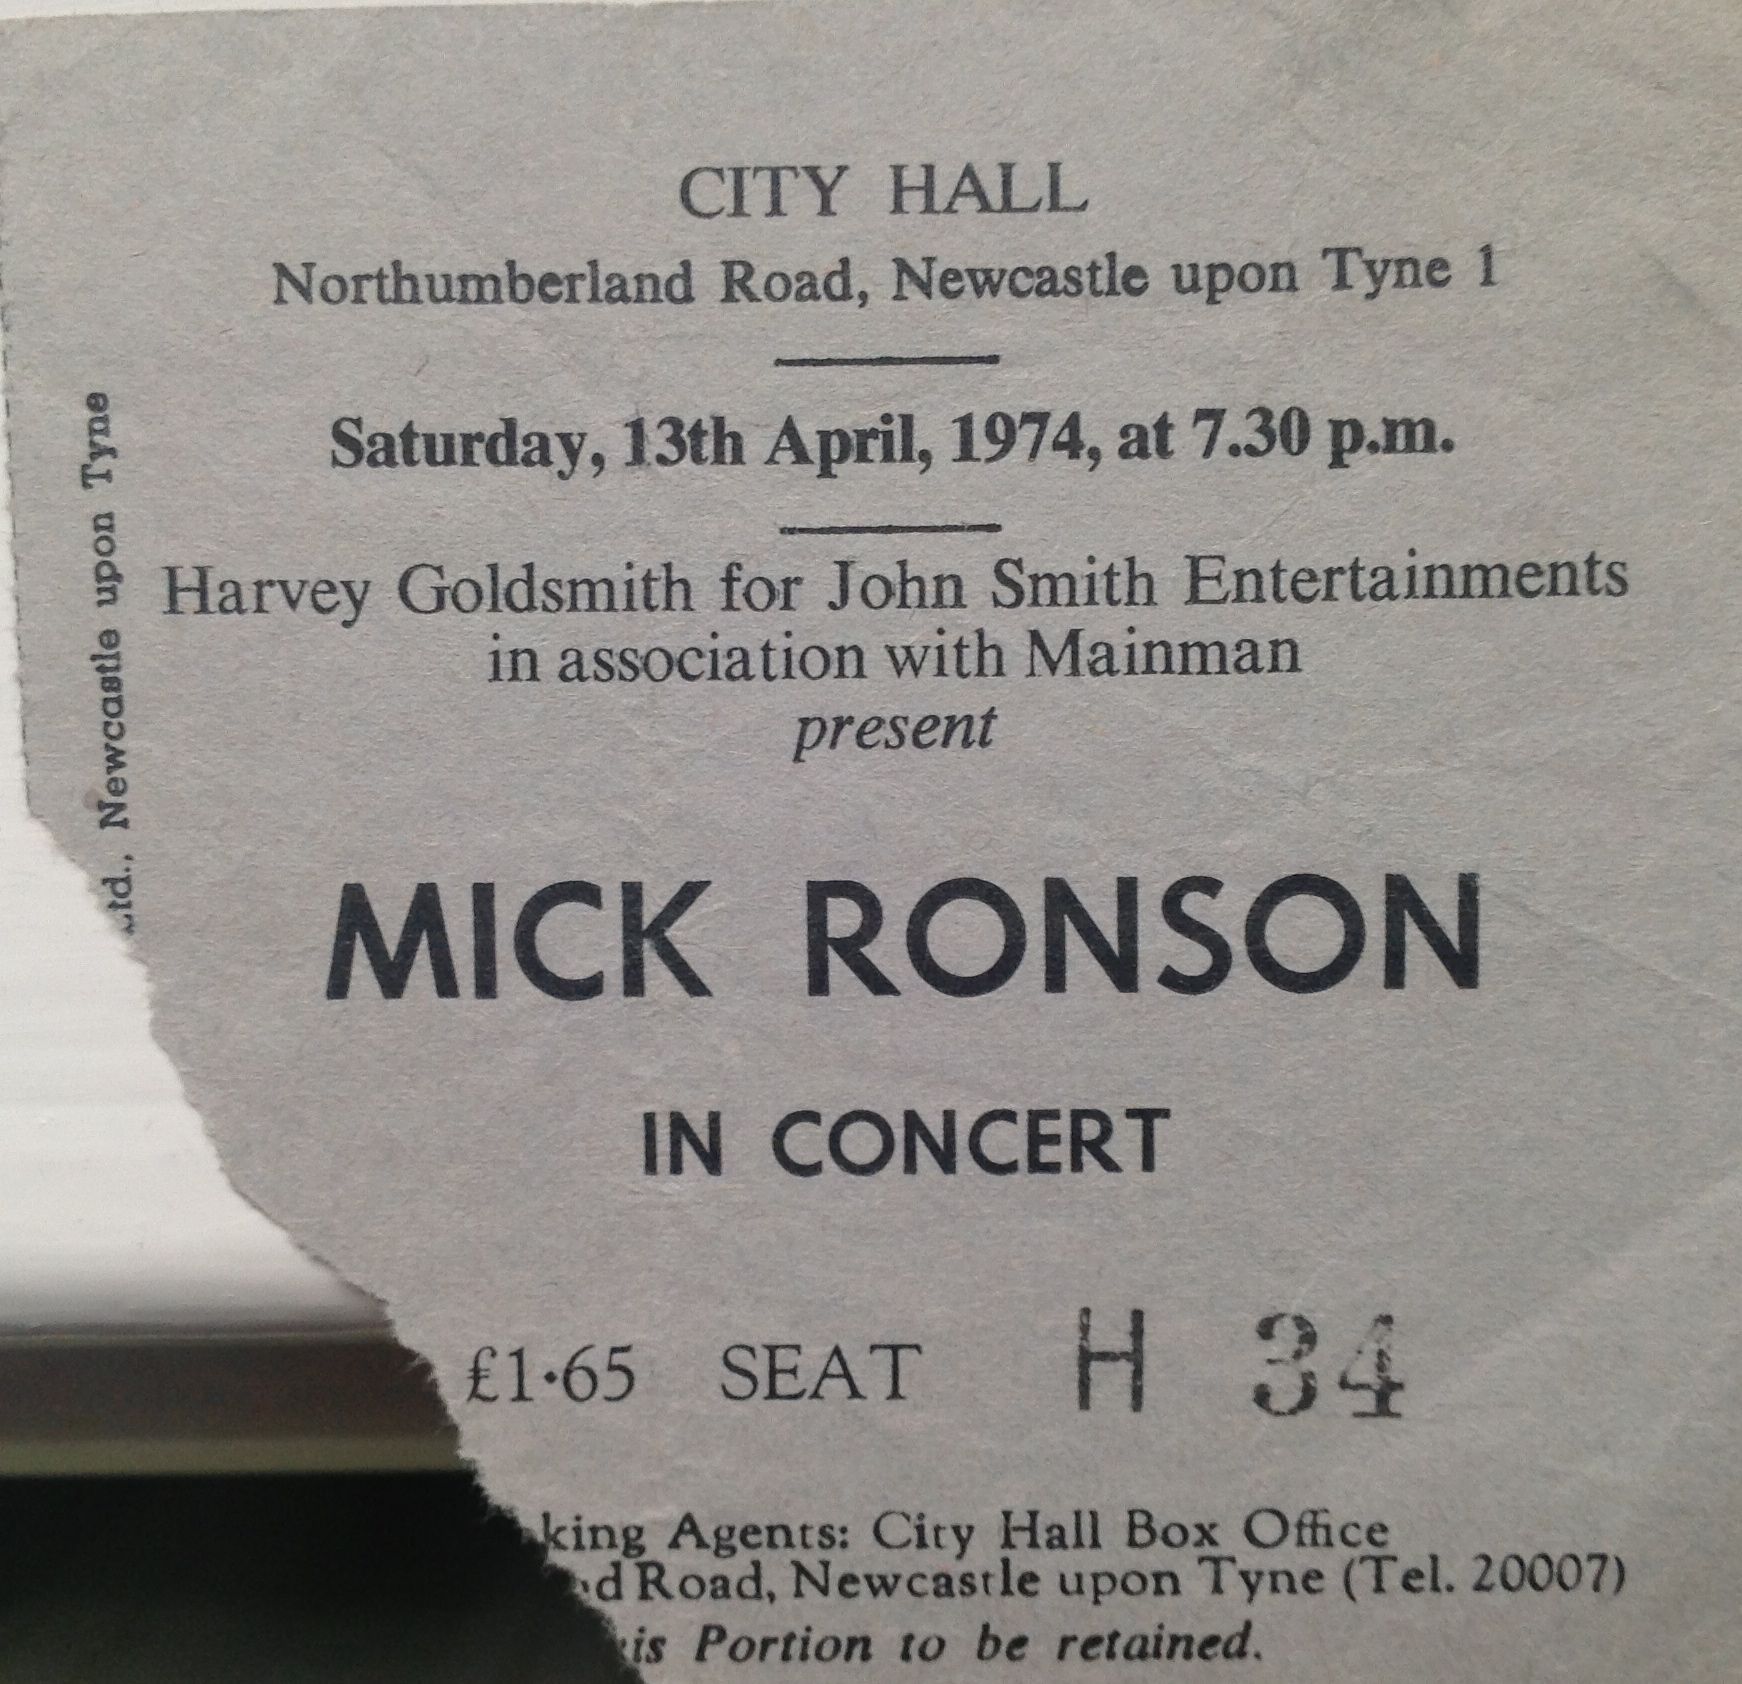 CITY HALL
Northumberland Road, Newcastle upon Tyne 1
Saturday, 13th April, 1974, at 7.30 p.m.
Harvey Goldsmith for John Smith Entertainments
in association with Mainman
present
MICK RONSON
IN CONCERT
£1·65 SEAT H 34
king Agents: City Hall Box Office
d Road, Newcastle upon Tyne (Tel. 20007)
is Portion to be retained.
Ltd., Newcastle upon Tyne